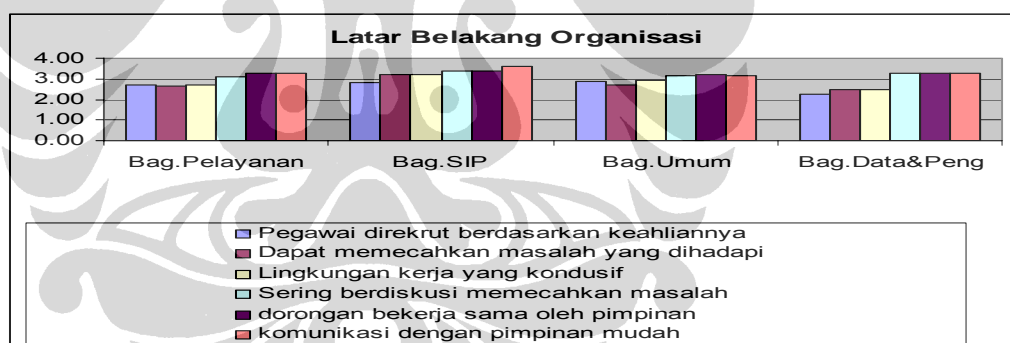 Latar Belakang Organisasi
4.00
3.00
2.00
1.00
0.00
Bag.Pelayanan Bag.SIP Bag.Umum Bag.Data&Peng
Pegawai direkrut berdasarkan keahliannya
Dapat memecahkan masalah yang dihadapi
Lingkungan kerja yang kondusif
Sering berdiskusi memecahkan masalah
dorongan bekerja sama oleh pimpinan
komunikasi dengan pimpinan mudah